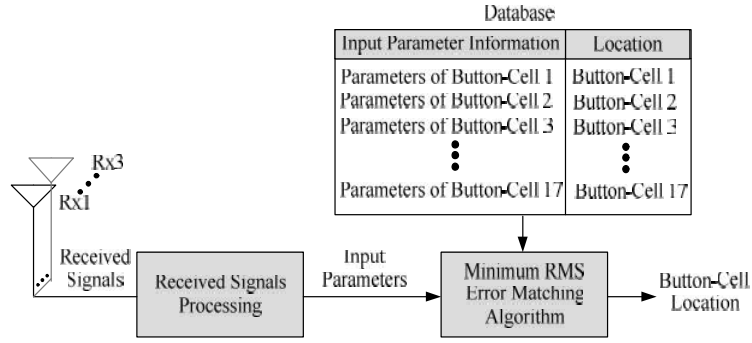 Database
Input Parameter Information Location
Parameters of Button-Cell 1 Button-Cell 1
Parameters of Button-Cell 2 Button-Cell 2
Parameters of Button-Cell 3 Button-Cell 3
Parameters of Button-Cell 17 Button-Cell 17
Rx3
Rx1
Received
Signals
Received Signals
Processing
Input
Parameters
Minimum RMS
Error Matching
Algorithm
Button-Cell
Location